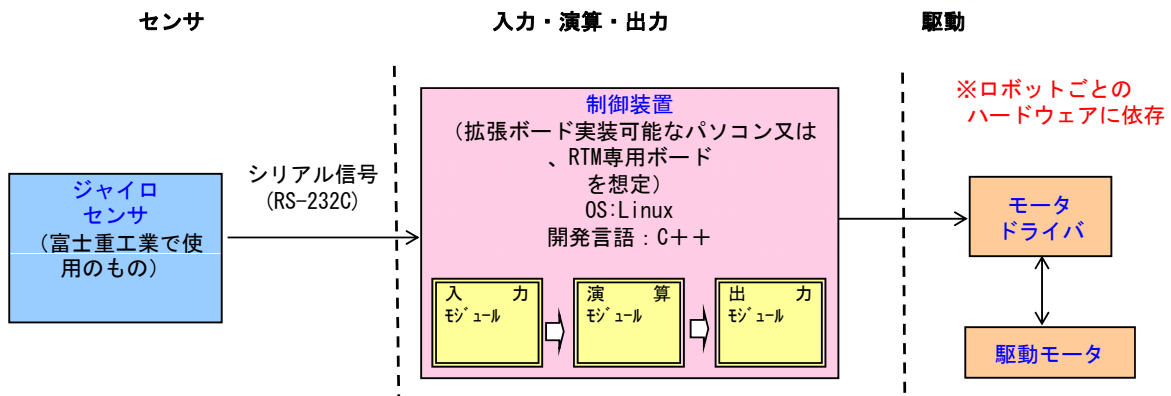 センサ
入力・演算・出力
駆動
ジャイロ
センサ
(富士重工業で使
用のもの)
シリアル信号
(RS-232C)
制御装置
(拡張ボード実装可能なパソコン又は
、RTM専用ボード
を想定)
OS:Linux
開発言語:C++
入 力
ﾓｼﾞｭｰﾙ
演 算
ﾓｼﾞｭｰﾙ
出 力
ﾓｼﾞｭｰﾙ
※ロボットごとの
ハードウェアに依存
モータ
ドライバ
駆動モータ